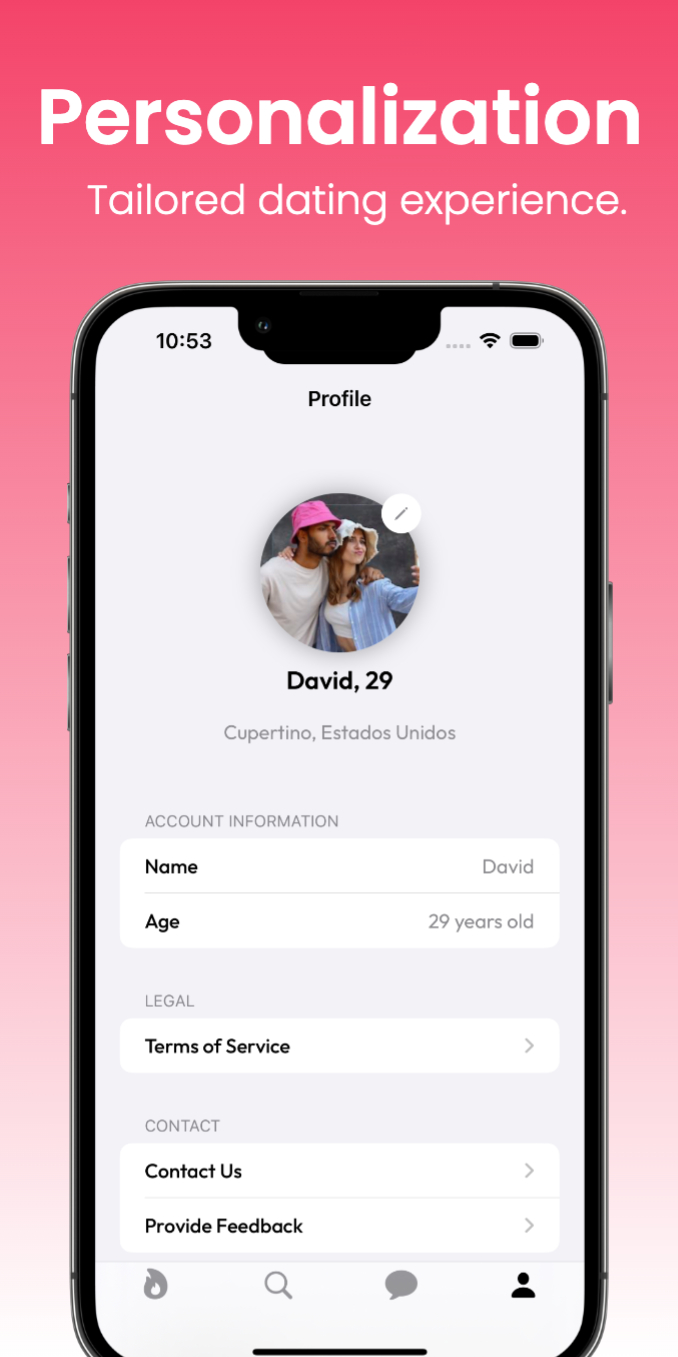 Personalization
Tailored dating experience.
10:53
Profile
David, 29
Cupertino, Estados Unidos
ACCOUNT INFORMATION
Name David
Age 29 years old
LEGAL
Terms of Service
CONTACT
Contact Us
Provide Feedback